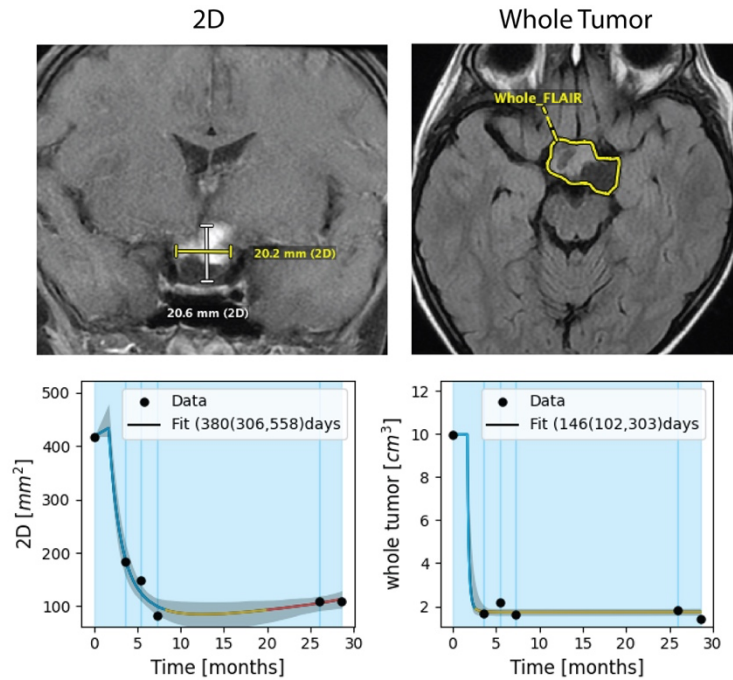 2D
Whole Tumor
20.2 mm (2D)
20.6 mm (2D)
Whole_FLAIR
500
400
300
200
100
2D [mm²]
Data
Fit (380(306,558)days
0
5
10
15
20
25
30
Time [months]
12
10
8
6
4
2
whole tumor [cm³]
Data
Fit (146(102,303)days
0
5
10
15
20
25
30
Time [months]